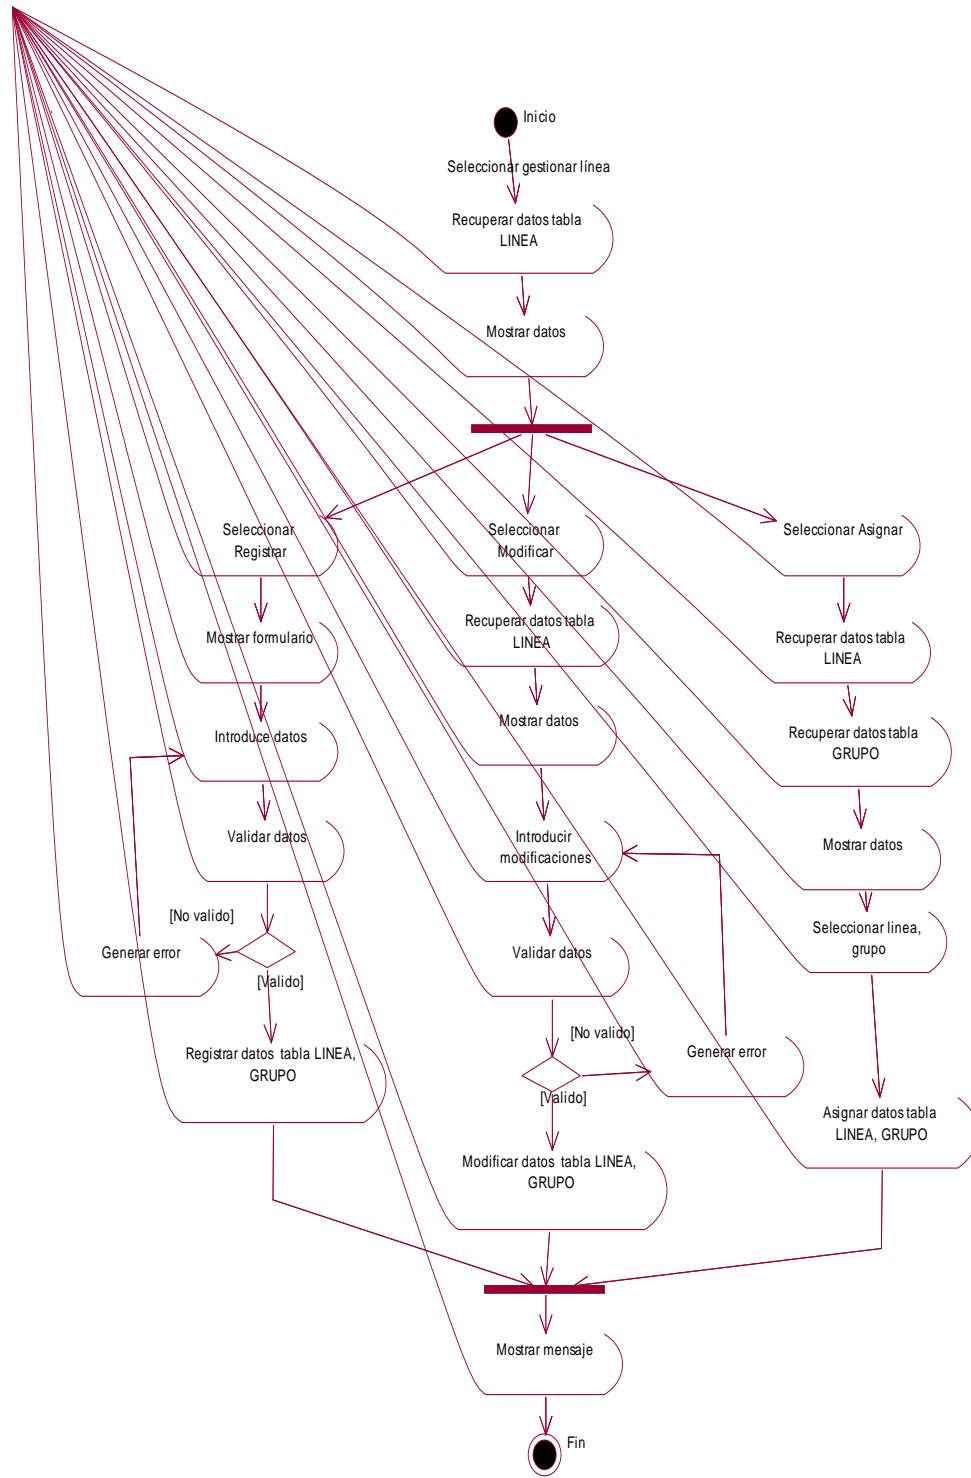 Inicio
Seleccionar gestionar línea
Recuperar datos tabla
LINEA
Mostrar datos
Seleccionar
Registrar
Seleccionar
Modificar
Seleccionar Asignar
Mostrar formulario
Recuperar datos tabla
LINEA
Recuperar datos tabla
LINEA
Introduce datos
Mostrar datos
Recuperar datos tabla
GRUPO
Validar datos
Introducir
modificaciones
Mostrar datos
[No valido]
Generar error
[Valido]
Validar datos
Seleccionar linea,
grupo
Registrar datos tabla LINEA,
GRUPO
[No valido]
Generar error
[Valido]
Asignar datos tabla
LINEA, GRUPO
Modificar datos tabla LINEA,
GRUPO
Mostrar mensaje
Fin